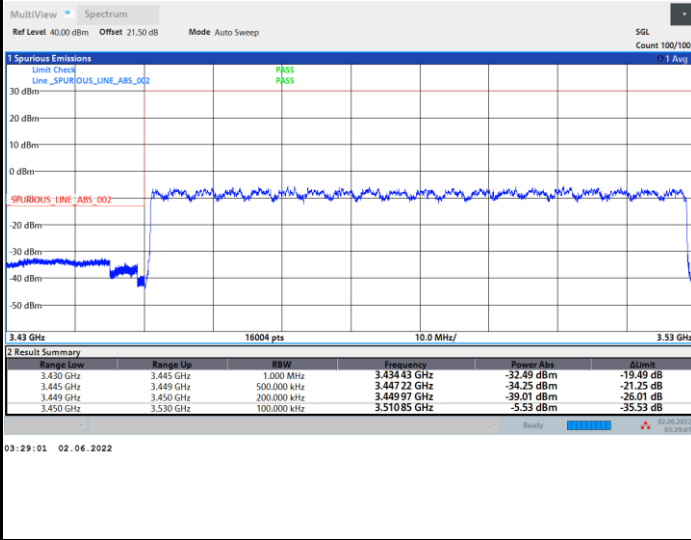 MultiView Spectrum
Ref Level 40.00 dBm Offset 21.50 dB Mode Auto Sweep SGL
Count 100/100
1 Spurious Emissions 1 Avg
Limit Check PASS
Line _SPURIOUS_LINE_ABS_002 PASS
30 dBm
20 dBm
10 dBm
0 dBm
_SPURIOUS_LINE_ABS_002
-20 dBm
-30 dBm
-40 dBm
-50 dBm
3.43 GHz 16004 pts 10.0 MHz/ 3.53 GHz
2 Result Summary
Range Low Range Up RBW Frequency Power Abs ΔLimit
3.430 GHz 3.445 GHz 1.000 MHz 3.434 43 GHz -32.49 dBm -19.49 dB
3.445 GHz 3.449 GHz 500.000 kHz 3.447 22 GHz -34.25 dBm -21.25 dB
3.449 GHz 3.450 GHz 200.000 kHz 3.449 97 GHz -39.01 dBm -26.01 dB
3.450 GHz 3.530 GHz 100.000 kHz 3.510 85 GHz -5.53 dBm -35.53 dB
Ready 02.06.2022
03:29:01
03:29:01 02.06.2022